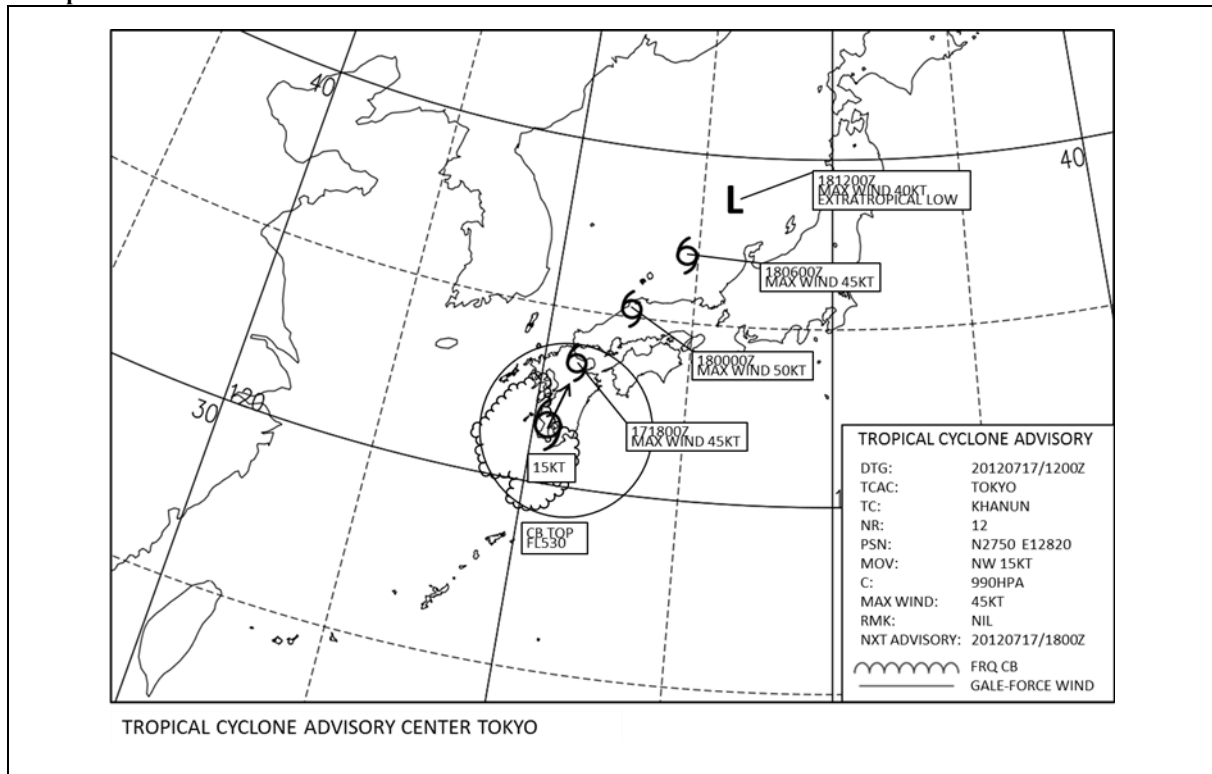 40
40
181200Z
MAX WIND 40KT
EXTRATROPICAL LOW
L
180600Z
MAX WIND 45KT
180000Z
MAX WIND 50KT
120
30
171800Z
MAX WIND 45KT
15KT
CB TOP
FL530
TROPICAL CYCLONE ADVISORY
DTG: 20120717/1200Z
TCAC: TOKYO
TC: KHANUN
NR: 12
PSN: N2750 E12820
MOV: NW 15KT
C: 990HPA
MAX WIND: 45KT
RMK: NIL
NXT ADVISORY: 20120717/1800Z
FRQ CB
GALE-FORCE WIND
TROPICAL CYCLONE ADVISORY CENTER TOKYO